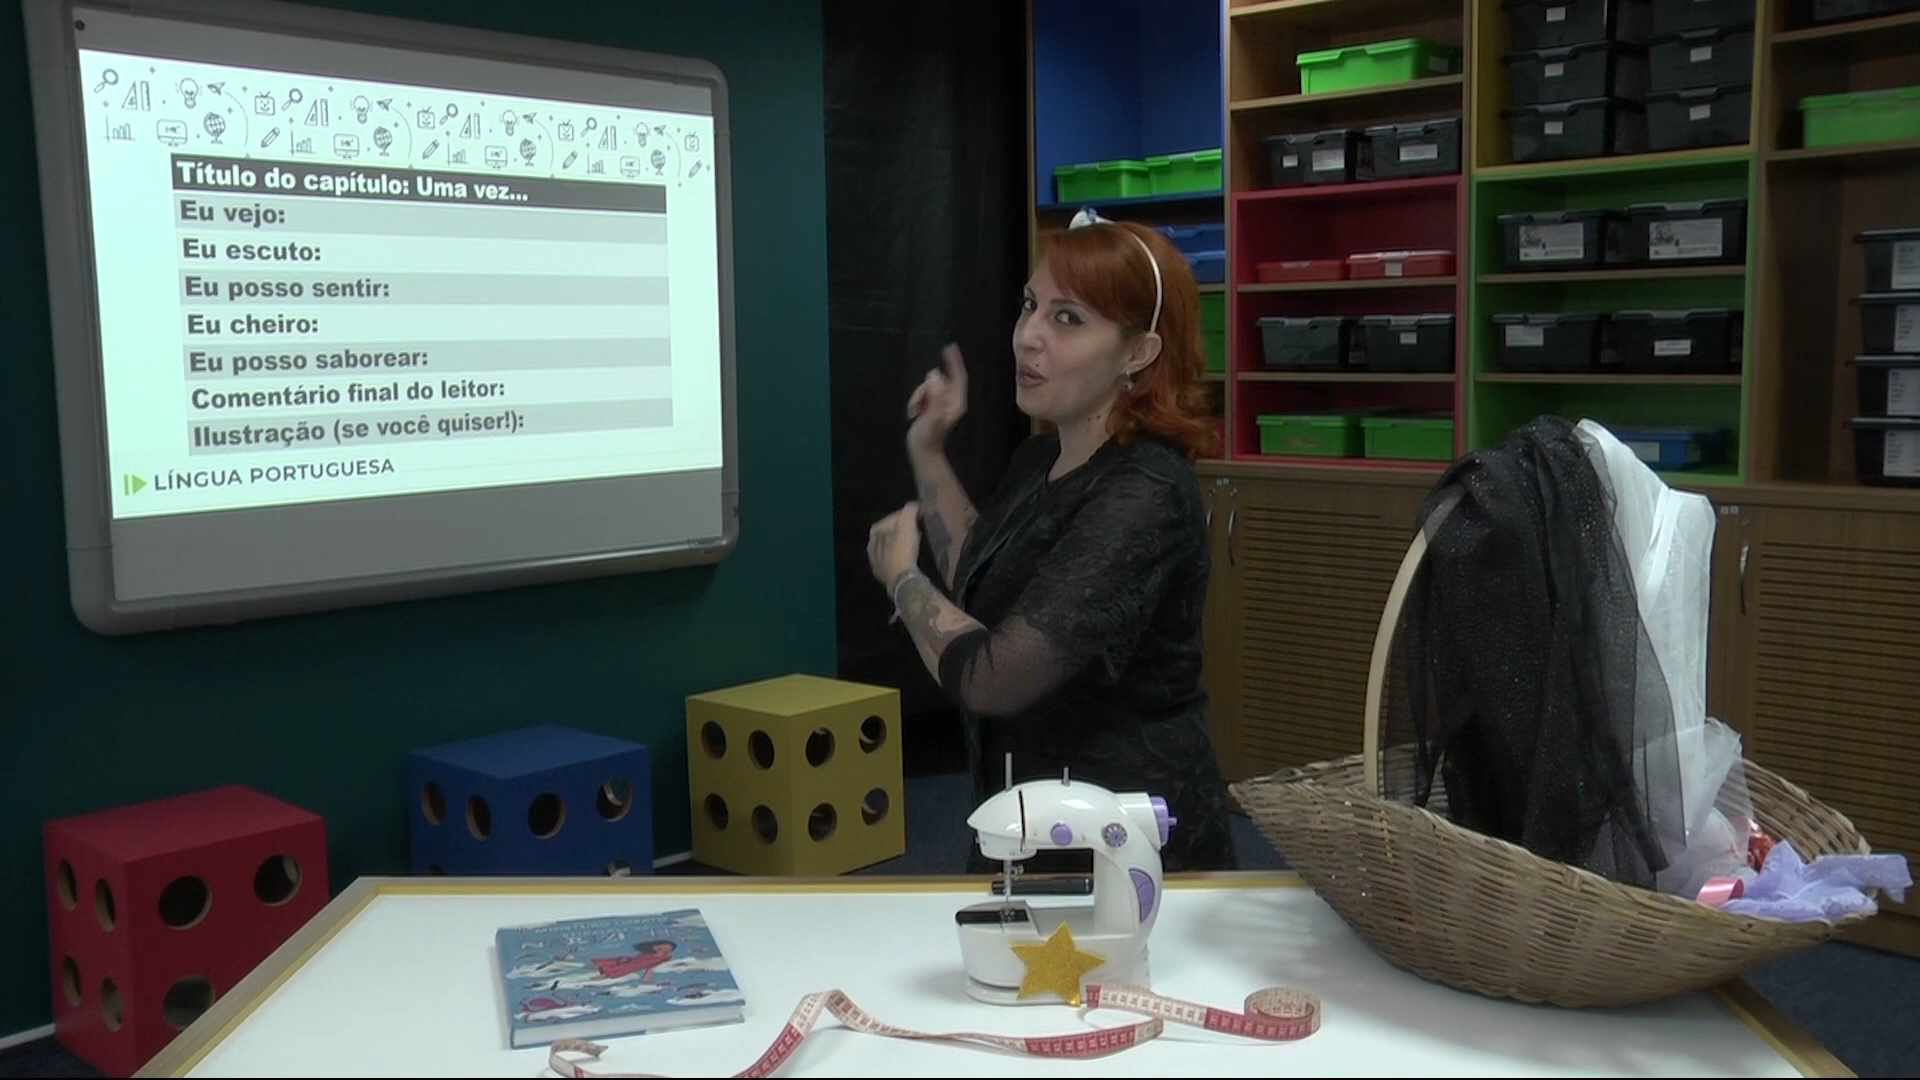 Título do capítulo: Uma vez...
Eu vejo:
Eu escuto:
Eu posso sentir:
Eu cheiro:
Eu posso saborear:
Comentário final do leitor:
Ilustração (se você quiser!):
LÍNGUA PORTUGUESA
MONTEIRO LOBATO